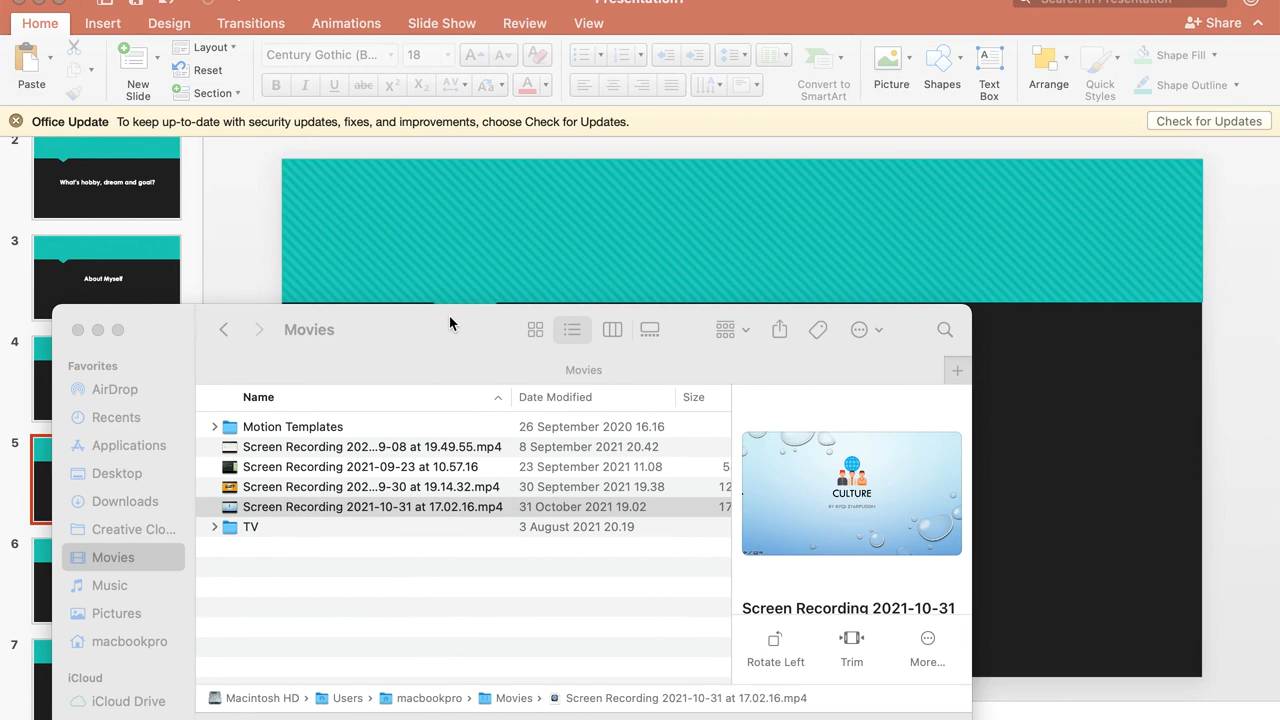 Presentation1
Search in Presentation
Home Insert Design Transitions Animations Slide Show Review View
Share
Paste
New Slide
Layout
Reset
Section
Century Gothic (B... 18
Convert to SmartArt
Picture
Shapes
Text Box
Arrange
Quick Styles
Shape Fill
Shape Outline
Office Update To keep up-to-date with security updates, fixes, and improvements, choose Check for Updates.
Check for Updates
2
What's hobby, dream and goal?
3
About Myself
4
5
6
7
Movies
Movies
Favorites
AirDrop
Recents
Applications
Desktop
Downloads
Creative Clo...
Movies
Music
Pictures
macbookpro
iCloud
iCloud Drive
Name Date Modified Size
Motion Templates 26 September 2020 16.16
Screen Recording 202...9-08 at 19.49.55.mp4 8 September 2021 20.42
Screen Recording 2021-09-23 at 10.57.16 23 September 2021 11.08 5
Screen Recording 202...9-30 at 19.14.32.mp4 30 September 2021 19.38 12
Screen Recording 2021-10-31 at 17.02.16.mp4 31 October 2021 19.02 17
TV 3 August 2021 20.19
CULTURE
Screen Recording 2021-10-31
Rotate Left
Trim
More...
Macintosh HD › Users › macbookpro › Movies › Screen Recording 2021-10-31 at 17.02.16.mp4